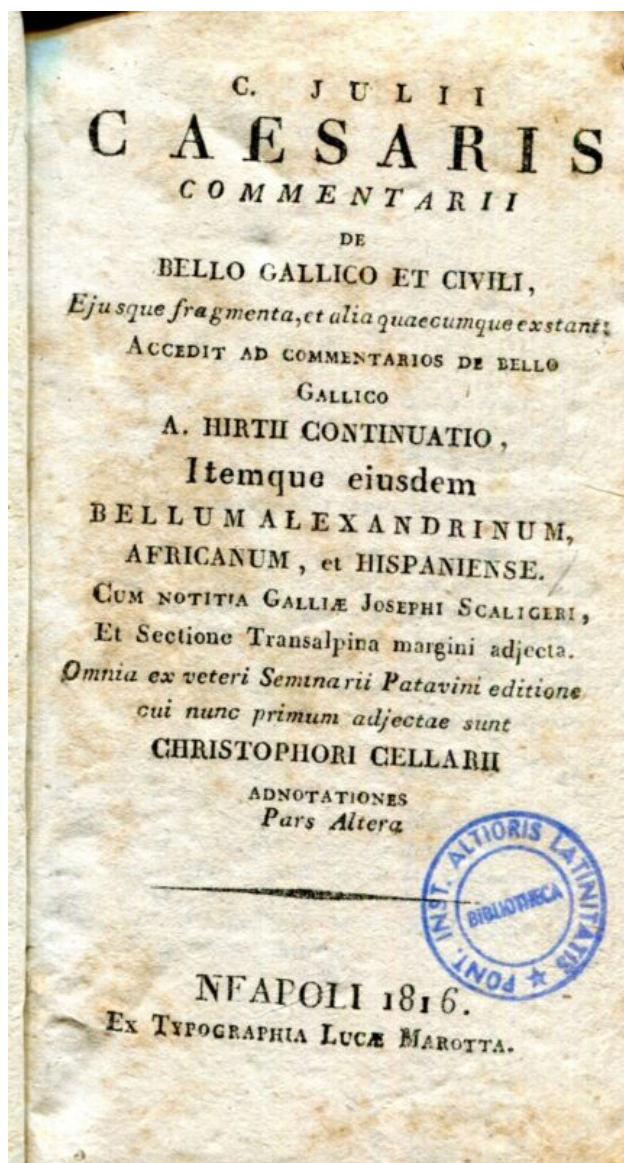 C. JULII
CAESARIS
COMMENTARII
DE
BELLO GALLICO ET CIVILI,
Ejusque fragmenta, et alia quaecumque exstant:
ACCEDIT AD COMMENTARIOS DE BELLO
GALLICO
A. HIRTII CONTINUATIO,
Itemque eiusdem
BELLUM ALEXANDRINUM,
AFRICANUM, et HISPANIENSE.
CUM NOTITIA GALLIÆ JOSEPHI SCALIGERI,
Et Sectione Transalpina margini adjecta.
Omnia ex veteri Seminarii Patavini editione
cui nunc primum adjectae sunt
CHRISTOPHORI CELLARII
ADNOTATIONES
Pars Altera
PONT. INST. ALTIORIS LATINITATIS
BIBLIOTHECA
NEAPOLI 1816.
EX TYPOGRAPHIA LUCÆ MAROTTA.